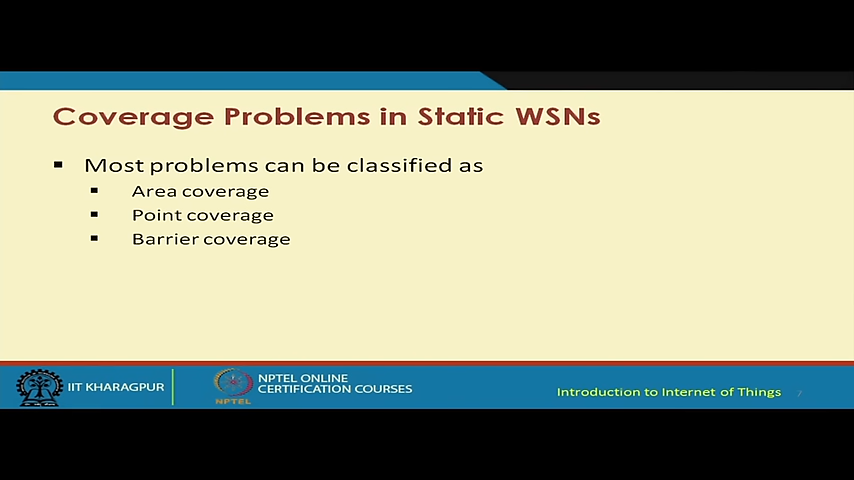 Coverage Problems in Static WSNs
Most problems can be classified as
Area coverage
Point coverage
Barrier coverage
IIT KHARAGPUR
NPTEL
NPTEL ONLINE
CERTIFICATION COURSES
Introduction to Internet of Things
7